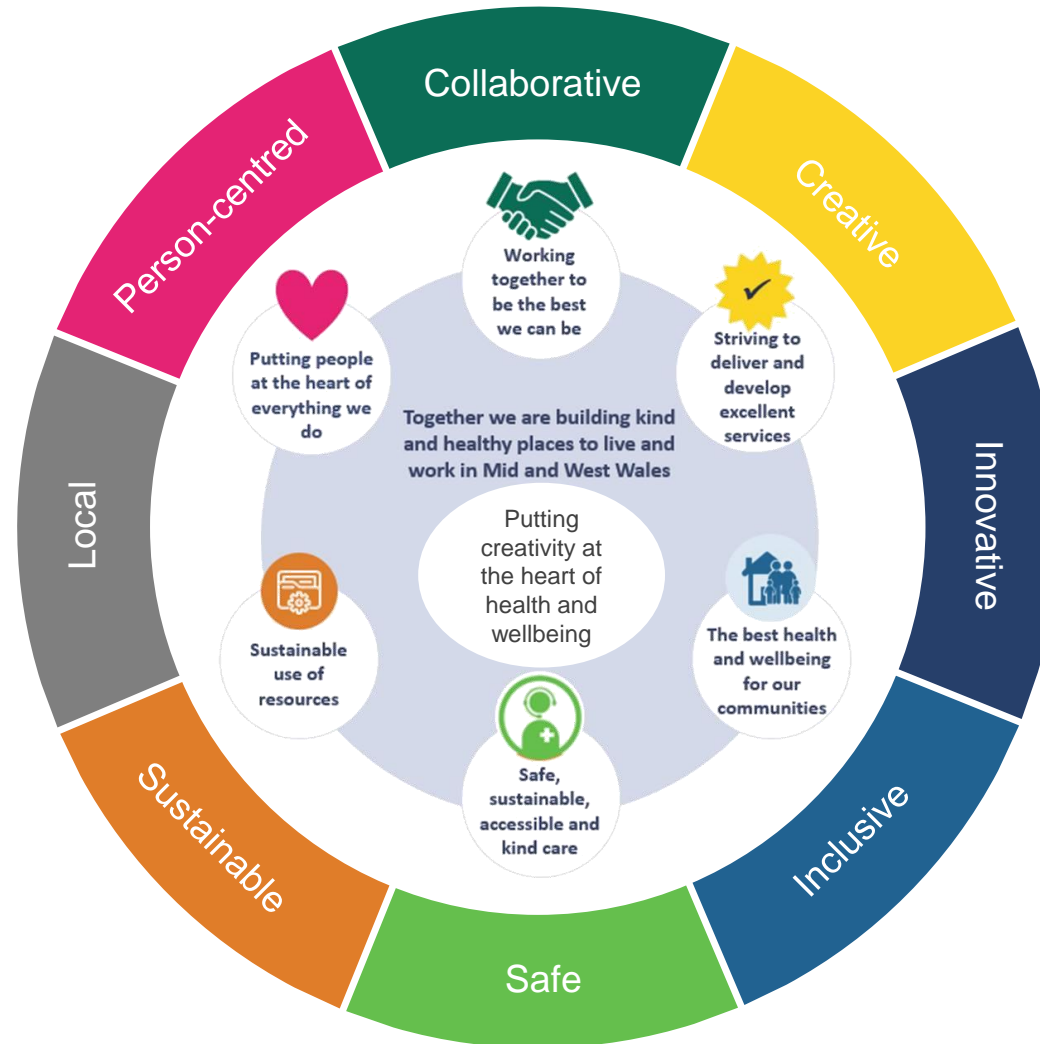 Collaborative
Creative
Innovative
Inclusive
Safe
Sustainable
Local
Person-centred
Working
together to
be the best
we can be
Striving to
deliver and
develop
excellent
services
The best health
and wellbeing
for our
communities
Safe,
sustainable,
accessible and
kind care
Sustainable
use of
resources
Putting people
at the heart of
everything we
do
Together we are building kind
and healthy places to live and
work in Mid and West Wales
Putting
creativity at
the heart of
health and
wellbeing